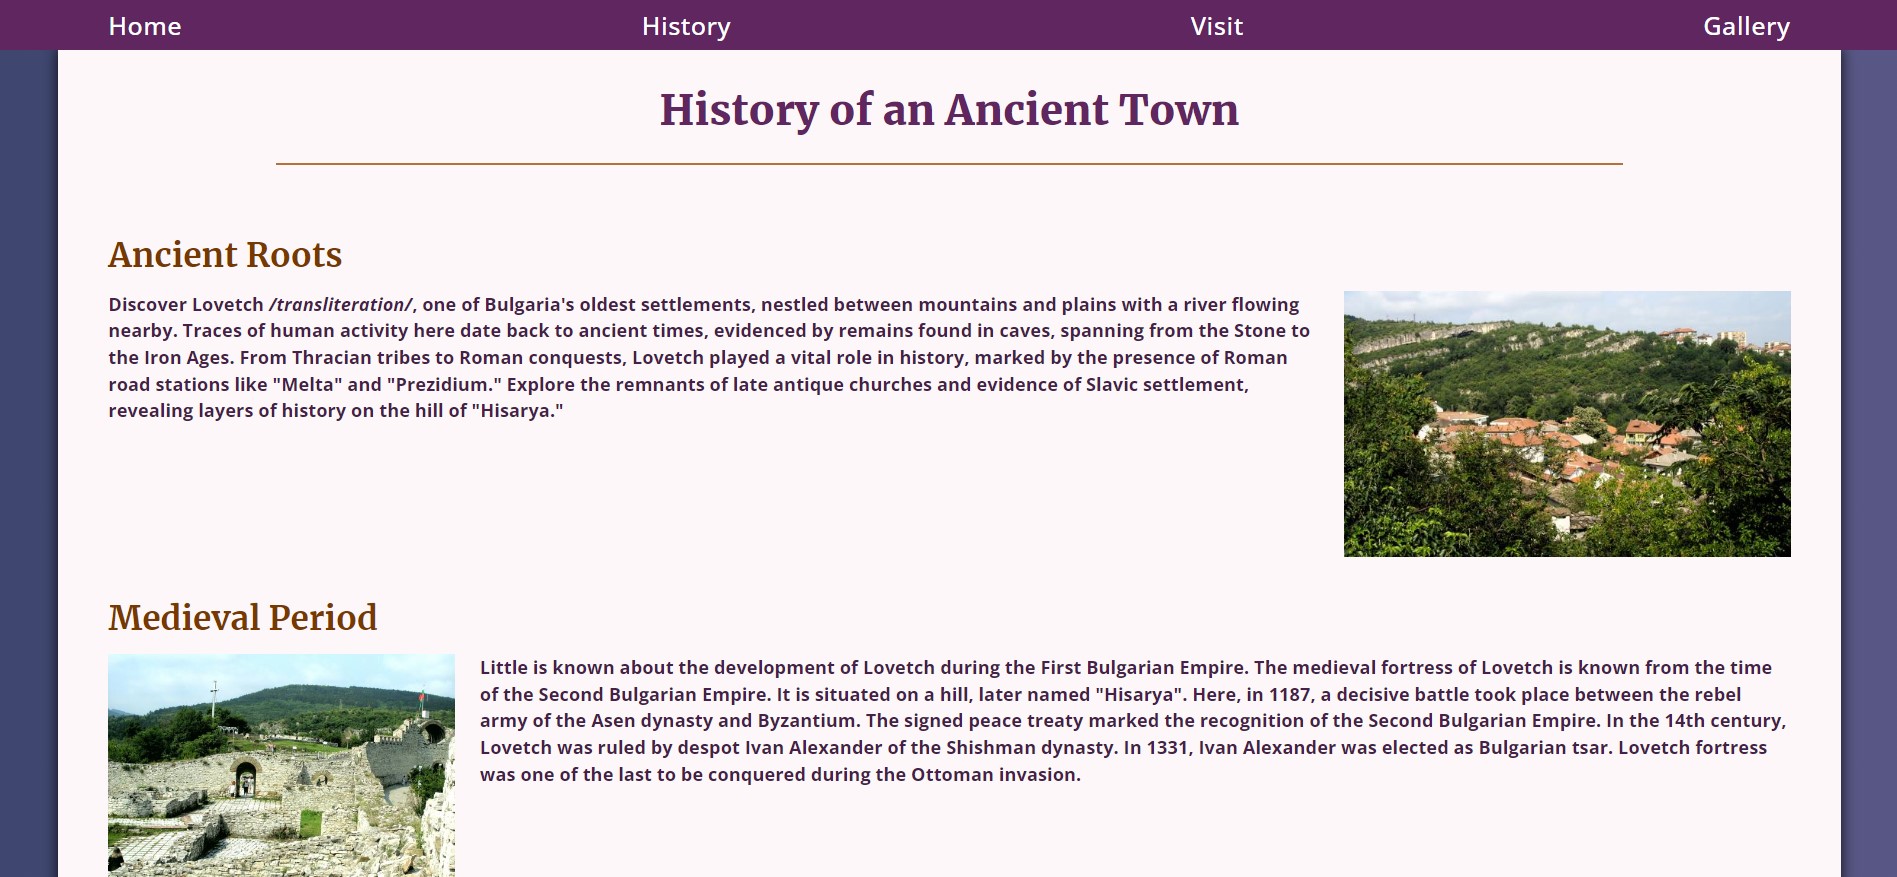 Home History Visit Gallery
History of an Ancient Town
Ancient Roots
Discover Lovetch /transliteration/, one of Bulgaria's oldest settlements, nestled between mountains and plains with a river flowing
nearby. Traces of human activity here date back to ancient times, evidenced by remains found in caves, spanning from the Stone to
the Iron Ages. From Thracian tribes to Roman conquests, Lovetch played a vital role in history, marked by the presence of Roman
road stations like "Melta" and "Prezidium." Explore the remnants of late antique churches and evidence of Slavic settlement,
revealing layers of history on the hill of "Hisarya."
Medieval Period
Little is known about the development of Lovetch during the First Bulgarian Empire. The medieval fortress of Lovetch is known from the time
of the Second Bulgarian Empire. It is situated on a hill, later named "Hisarya". Here, in 1187, a decisive battle took place between the rebel
army of the Asen dynasty and Byzantium. The signed peace treaty marked the recognition of the Second Bulgarian Empire. In the 14th century,
Lovetch was ruled by despot Ivan Alexander of the Shishman dynasty. In 1331, Ivan Alexander was elected as Bulgarian tsar. Lovetch fortress
was one of the last to be conquered during the Ottoman invasion.